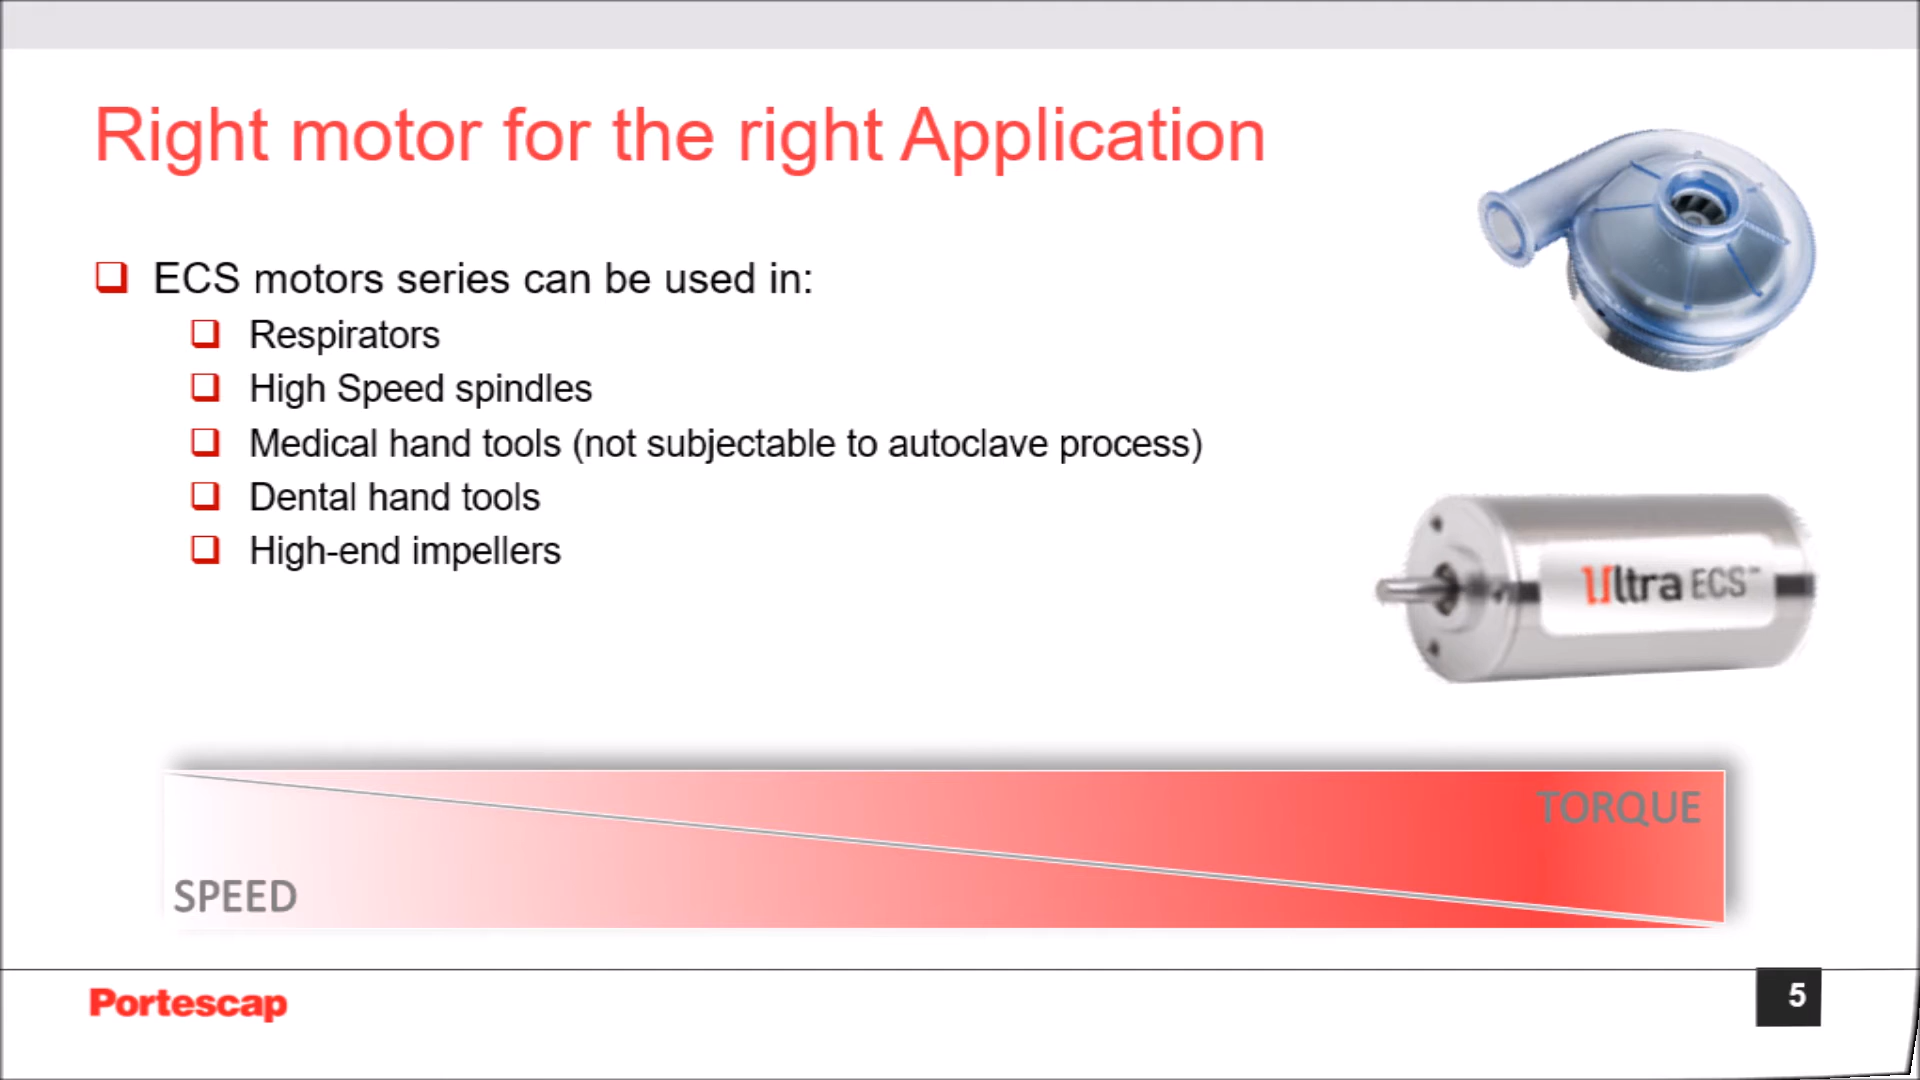 Right motor for the right Application
ECS motors series can be used in:
Respirators
High Speed spindles
Medical hand tools (not subjectable to autoclave process)
Dental hand tools
High-end impellers
Ultra ECS™
TORQUE
SPEED
Portescap
5